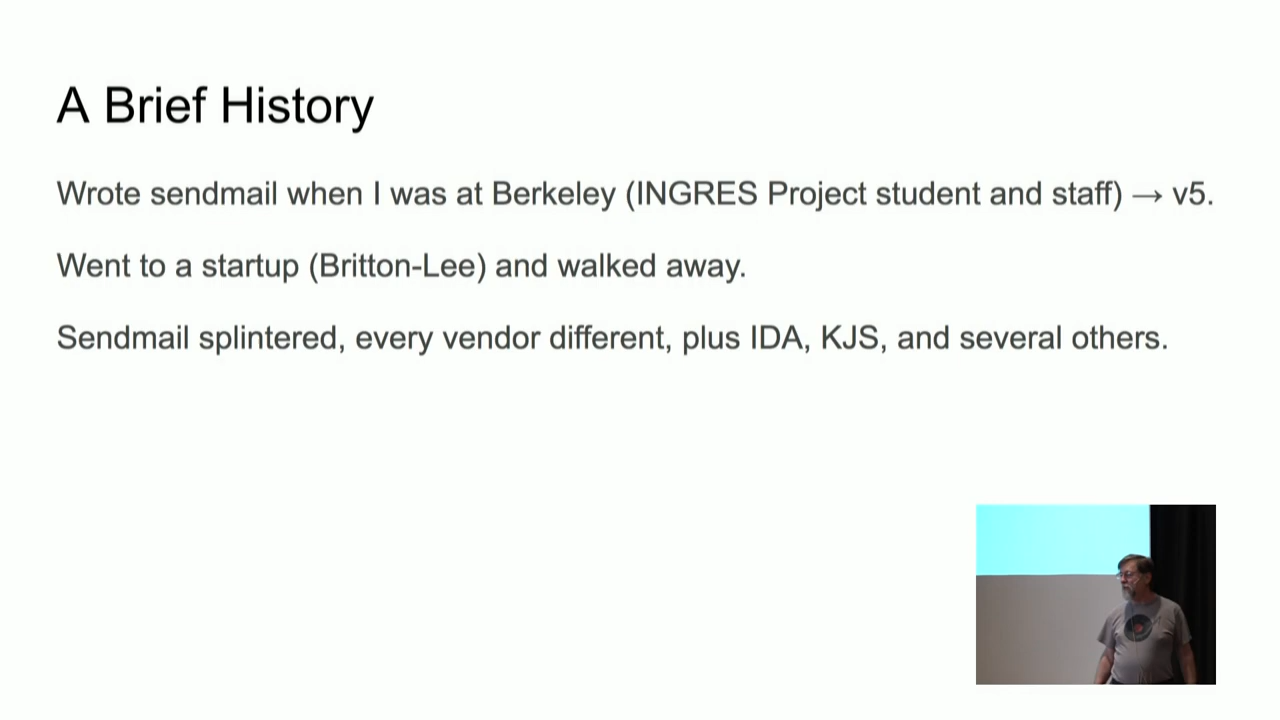 A Brief History
Wrote sendmail when I was at Berkeley (INGRES Project student and staff) → v5.
Went to a startup (Britton-Lee) and walked away.
Sendmail splintered, every vendor different, plus IDA, KJS, and several others.